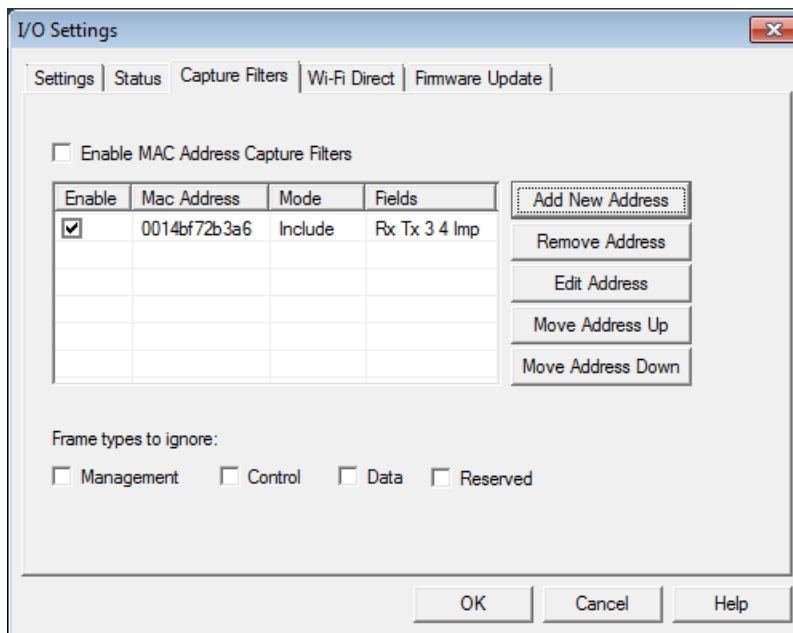 I/O Settings
Settings Status Capture Filters Wi-Fi Direct Firmware Update
Enable MAC Address Capture Filters
Enable Mac Address Mode Fields
0014bf72b3a6 Include Rx Tx 3 4 Imp
Add New Address
Remove Address
Edit Address
Move Address Up
Move Address Down
Frame types to ignore:
Management Control Data Reserved
OK Cancel Help